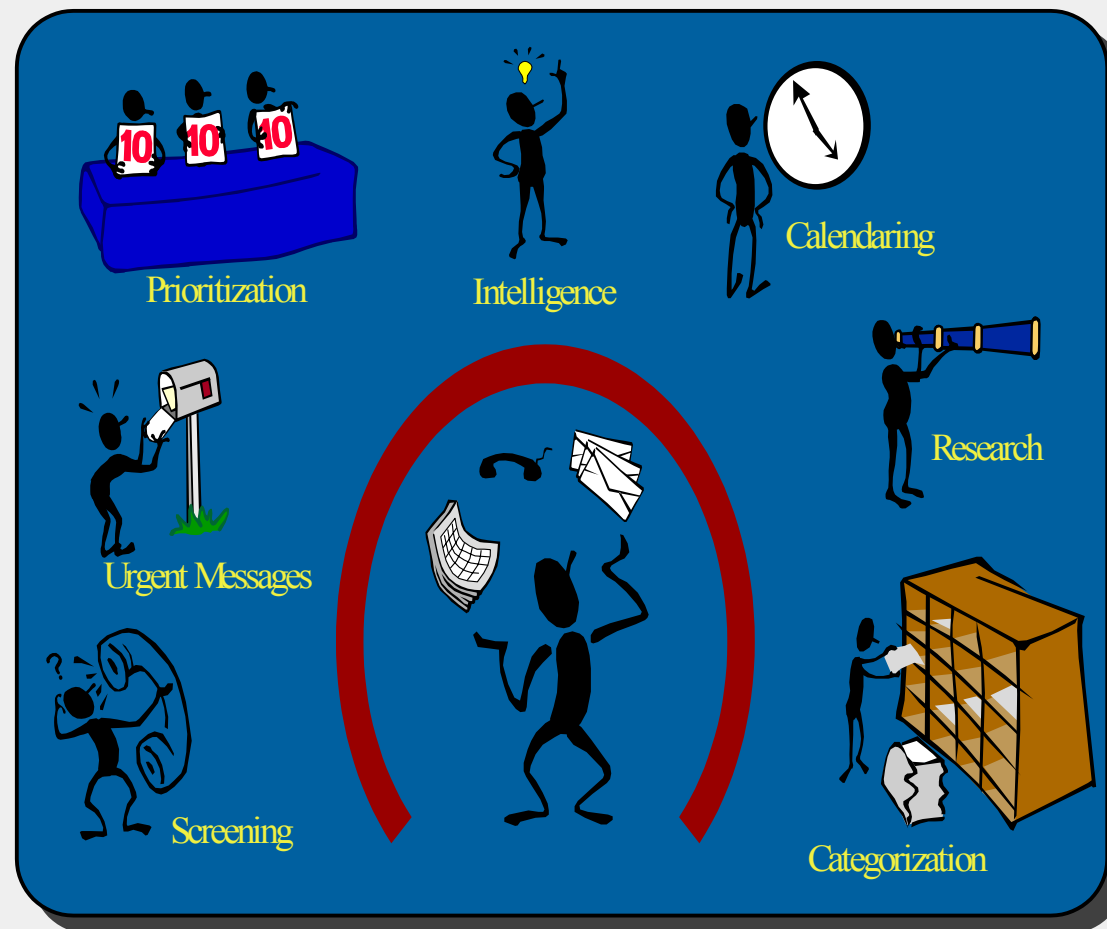 10
10
10
Prioritization
Intelligence
Calendaring
Research
Urgent Messages
?
Screening
Categorization